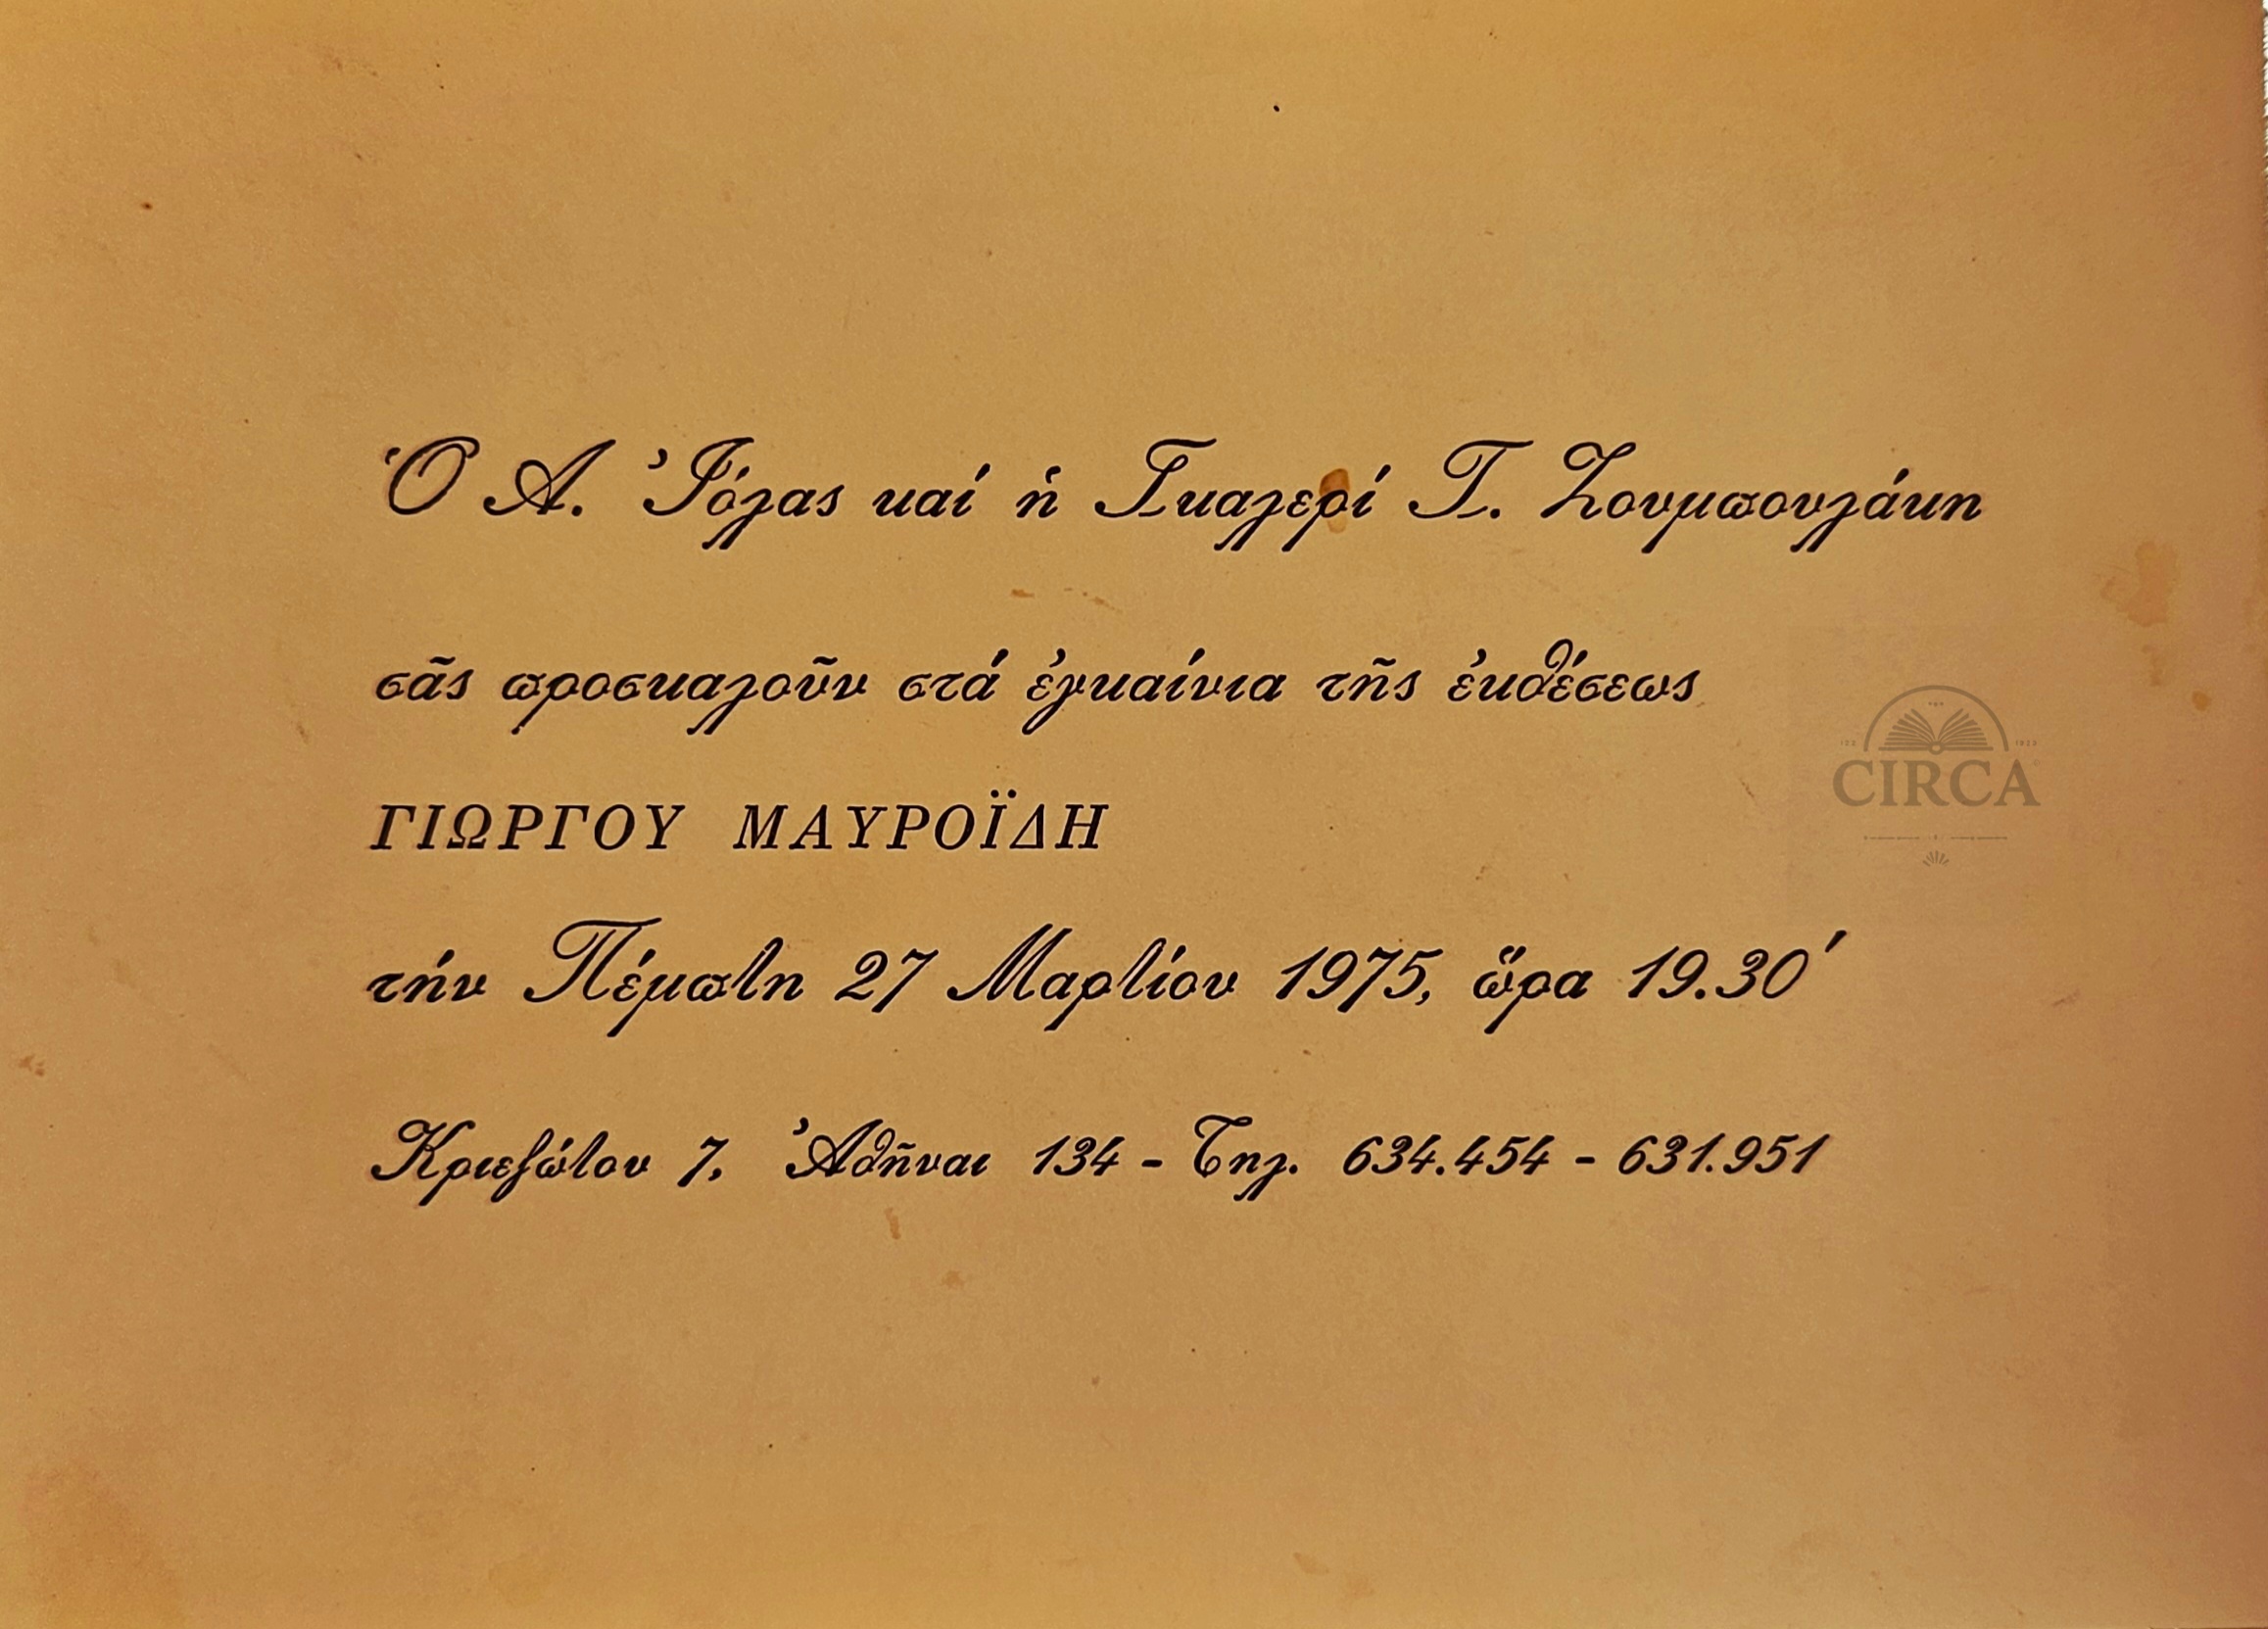 Ὁ Α. Ἰόλας καί ἡ Γκαλερί Γ. Ζουμπουλάκη
σᾶς προσκαλοῦν στά ἐγκαίνια τῆς ἐκθέσεως
ΓΙΩΡΓΟΥ ΜΑΥΡΟΪΔΗ
τήν Πέμπτη 27 Μαρτίου 1975, ὥρα 19.30΄
Κριεζώτου 7, Ἀθῆναι 134 - Τηλ. 634.454 - 631.951
CIRCA